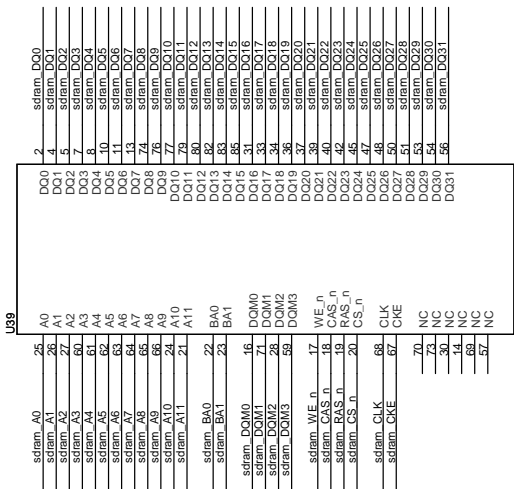 U39
sdram_A0 25 A0 DQ0 2 sdram_DQ0
sdram_A1 26 A1 DQ1 4 sdram_DQ1
sdram_A2 27 A2 DQ2 5 sdram_DQ2
sdram_A3 60 A3 DQ3 7 sdram_DQ3
sdram_A4 61 A4 DQ4 8 sdram_DQ4
sdram_A5 62 A5 DQ5 10 sdram_DQ5
sdram_A6 63 A6 DQ6 11 sdram_DQ6
sdram_A7 64 A7 DQ7 13 sdram_DQ7
sdram_A8 65 A8 DQ8 74 sdram_DQ8
sdram_A9 66 A9 DQ9 76 sdram_DQ9
sdram_A10 24 A10 DQ10 77 sdram_DQ10
sdram_A11 21 A11 DQ11 79 sdram_DQ11
DQ12 80 sdram_DQ12
sdram_BA0 22 BA0 DQ13 82 sdram_DQ13
sdram_BA1 23 BA1 DQ14 83 sdram_DQ14
DQ15 85 sdram_DQ15
sdram_DQM0 16 DQM0 DQ16 31 sdram_DQ16
sdram_DQM1 71 DQM1 DQ17 33 sdram_DQ17
sdram_DQM2 28 DQM2 DQ18 34 sdram_DQ18
sdram_DQM3 59 DQM3 DQ19 36 sdram_DQ19
DQ20 37 sdram_DQ20
sdram_WE_n 17 WE_n DQ21 39 sdram_DQ21
sdram_CAS_n 18 CAS_n DQ22 40 sdram_DQ22
sdram_RAS_n 19 RAS_n DQ23 42 sdram_DQ23
sdram_CS_n 20 CS_n DQ24 45 sdram_DQ24
DQ25 47 sdram_DQ25
sdram_CLK 68 CLK DQ26 48 sdram_DQ26
sdram_CKE 67 CKE DQ27 50 sdram_DQ27
DQ28 51 sdram_DQ28
70 NC DQ29 53 sdram_DQ29
73 NC DQ30 54 sdram_DQ30
30 NC DQ31 56 sdram_DQ31
14 NC
69 NC
57 NC